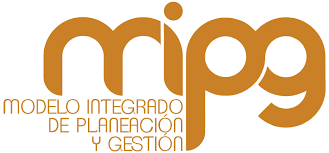 mipg
MODELO INTEGRADO
DE PLANEACIÓN
Y GESTIÓN